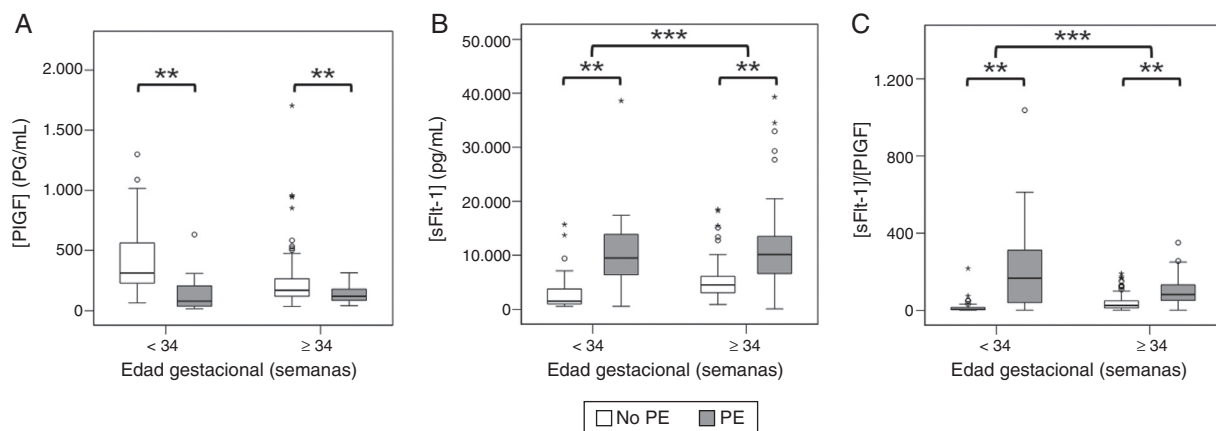 A
[PlGF] (PG/mL)
2.000
1.500
1.000
500
0
**
**
< 34
≥ 34
Edad gestacional (semanas)
B
[sFlt-1] (pg/mL)
50.000
40.000
30.000
20.000
10.000
0
***
**
**
< 34
≥ 34
Edad gestacional (semanas)
C
[sFlt-1]/[PlGF]
1.200
800
400
0
***
**
**
< 34
≥ 34
Edad gestacional (semanas)
No PE
PE